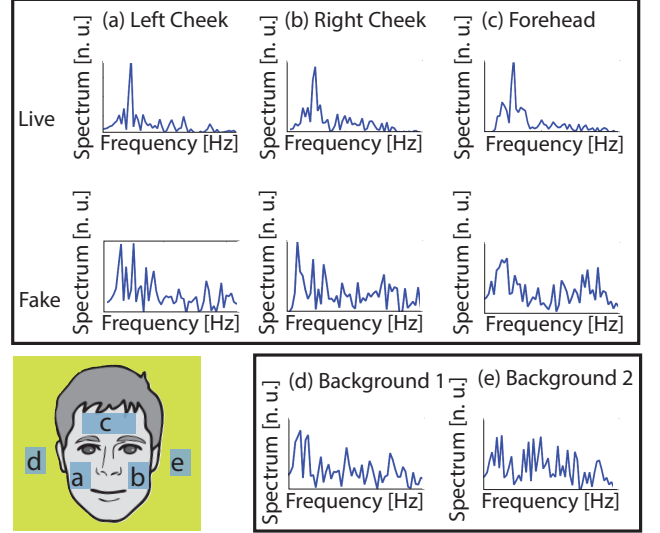 (a) Left Cheek
(b) Right Cheek
(c) Forehead
Live
Spectrum [n. u.]
Frequency [Hz]
Spectrum [n. u.]
Frequency [Hz]
Spectrum [n. u.]
Frequency [Hz]
Fake
Spectrum [n. u.]
Frequency [Hz]
Spectrum [n. u.]
Frequency [Hz]
Spectrum [n. u.]
Frequency [Hz]
c
d
a
b
e
(d) Background 1
(e) Background 2
Spectrum [n. u.]
Frequency [Hz]
Spectrum [n. u.]
Frequency [Hz]